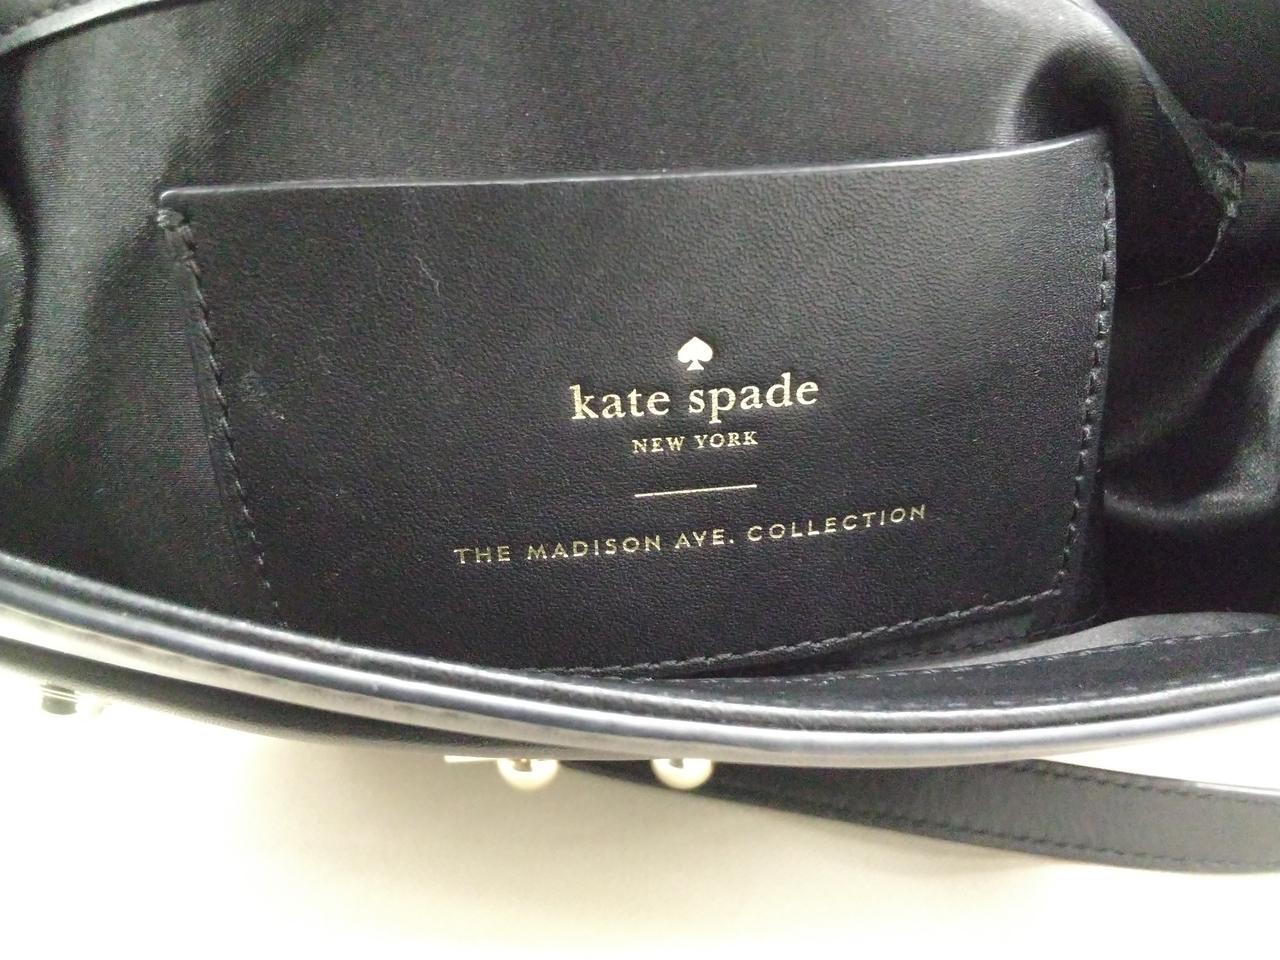 kate spade
NEW YORK
THE MADISON AVE. COLLECTION